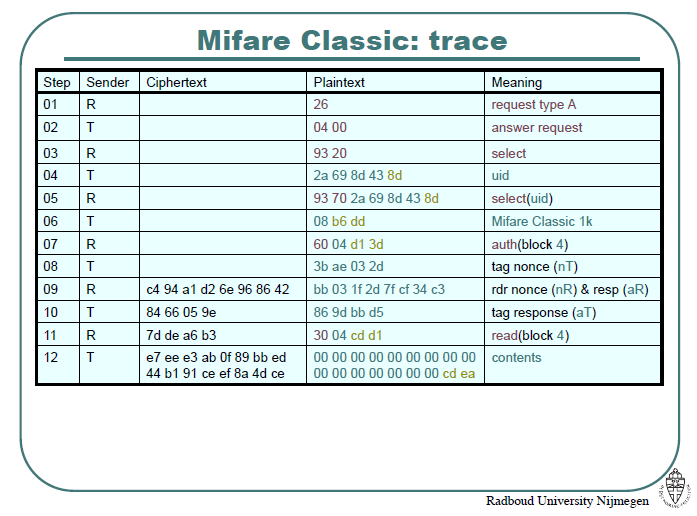 Mifare Classic: trace
Step Sender Ciphertext Plaintext Meaning
01 R 26 request type A
02 T 04 00 answer request
03 R 93 20 select
04 T 2a 69 8d 43 8d uid
05 R 93 70 2a 69 8d 43 8d select(uid)
06 T 08 b6 dd Mifare Classic 1k
07 R 60 04 d1 3d auth(block 4)
08 T 3b ae 03 2d tag nonce (nT)
09 R c4 94 a1 d2 6e 96 86 42 bb 03 1f 2d 7f cf 34 c3 rdr nonce (nR) & resp (aR)
10 T 84 66 05 9e 86 9d bb d5 tag response (aT)
11 R 7d de a6 b3 30 04 cd d1 read(block 4)
12 T e7 ee e3 ab 0f 89 bb ed 00 00 00 00 00 00 00 00 00 00 contents
44 b1 91 ce ef 8a 4d ce 00 00 00 00 00 00 00 00 cd ea
Radboud University Nijmegen